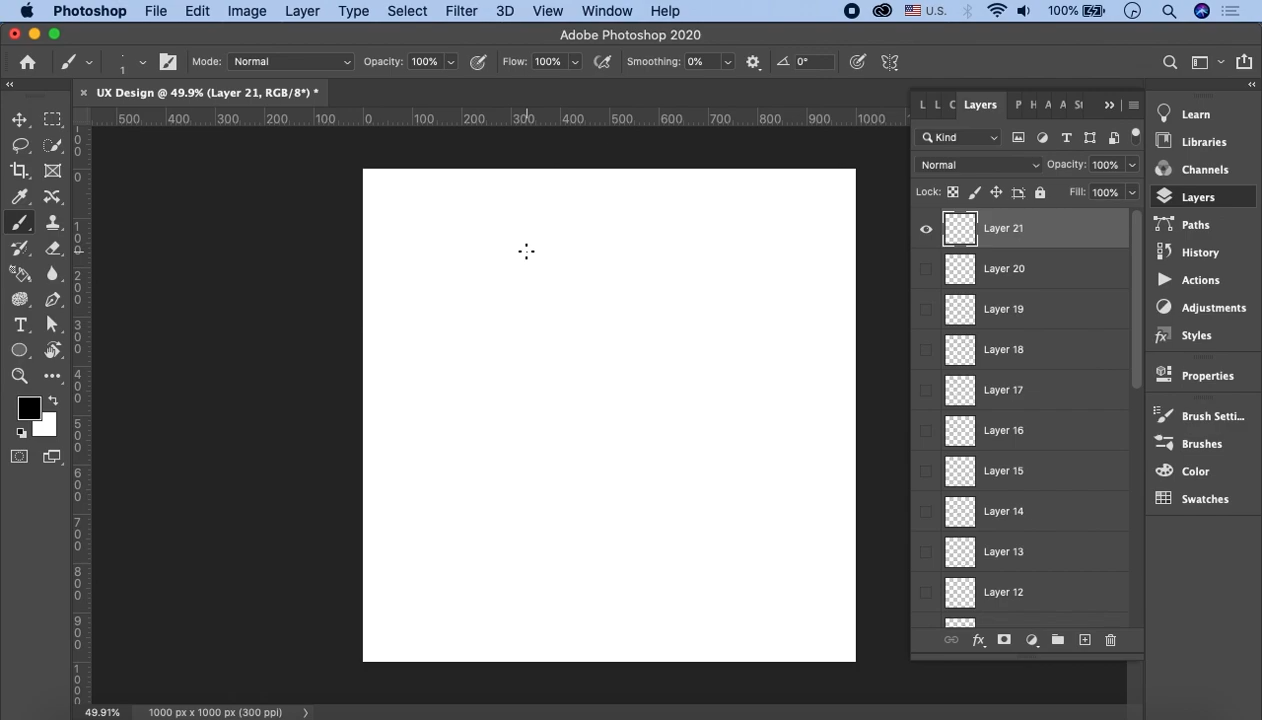 Photoshop File Edit Image Layer Type Select Filter 3D View Window Help U.S. 100%
Adobe Photoshop 2020
1 Mode: Normal Opacity: 100% Flow: 100% Smoothing: 0% 0°
× UX Design @ 49.9% (Layer 21, RGB/8*) *
500 400 300 200 100 0 100 200 300 400 500 600 700 800 900 1000
L L C Layers P H A A St
Kind
Normal Opacity: 100%
Lock: Fill: 100%
Layer 21
Layer 20
Layer 19
Layer 18
Layer 17
Layer 16
Layer 15
Layer 14
Layer 13
Layer 12
fx
Learn
Libraries
Channels
Layers
Paths
History
Actions
Adjustments
Styles
Properties
Brush Setti...
Brushes
Color
Swatches
0
100
200
300
400
500
600
700
800
900
1000
49.91% 1000 px x 1000 px (300 ppi)